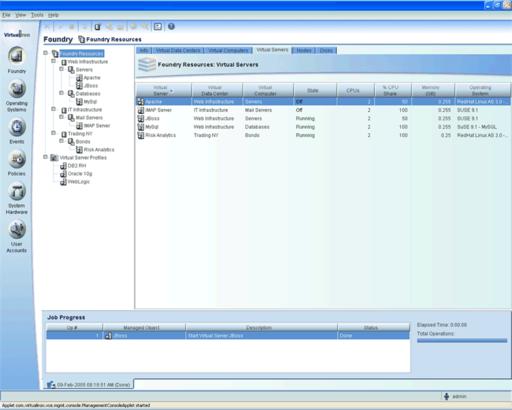 File View Tools Help
VirtualIron
Foundry Foundry Resources
Foundry
Operating Systems
Events
Policies
System Hardware
User Accounts
Foundry Resources
Web Infrastructure
Servers
Apache
JBoss
Databases
MySql
IT Infrastructure
Mail Servers
IMAP Server
Trading NY
Bonds
Risk Analytics
Virtual Server Profiles
DB2 RH
Oracle 10g
WebLogic
Info Virtual Data Centers Virtual Computers Virtual Servers Nodes Disks
Foundry Resources: Virtual Servers
Virtual Server Virtual Data Center Virtual Computer State CPUs % CPU Share Memory (GB) Operating System
Apache Web Infrastructure Servers Off 2 50 0.255 RedHat Linux AS 3.0 -...
IMAP Server IT Infrastructure Mail Servers Off 2 100 0.255 SUSE 9.1
JBoss Web Infrastructure Servers Running 2 50 0.255 SUSE 9.1
MySql Web Infrastructure Databases Running 2 100 0.255 SuSE 9.1 - MySQL
Risk Analytics Trading NY Bonds Running 2 100 0.25 RedHat Linux AS 3.0 -...
Job Progress
Op # Managed Object Description Status
1 JBoss Start Virtual Server JBoss Done
Elapsed Time: 0:00:08
Total Operations:
09-Feb-2005 08:19:51 AM (Done)
admin
Applet com.virtualiron.vce.mgmt.console.ManagementConsoleApplet started